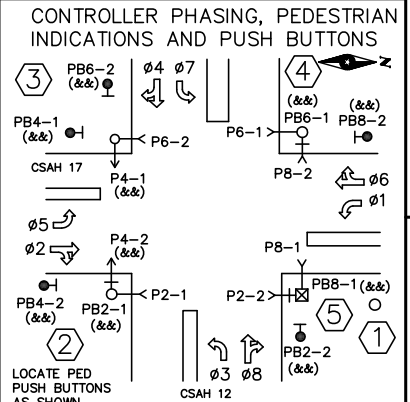 CONTROLLER PHASING, PEDESTRIAN
INDICATIONS AND PUSH BUTTONS
3
PB6-2
(&&)
Ø4
Ø7
4
(&&)
N
PB4-1
(&&)
P6-2
P6-1
PB6-1
(&&)
PB8-2
CSAH 17
P4-1
(&&)
P8-2
Ø6
Ø1
Ø5
Ø2
P4-2
(&&)
P8-1
PB4-2
(&&)
PB2-1
(&&)
P2-1
P2-2
PB8-1 (&&)
5
1
2
Ø3
Ø8
PB2-2
(&&)
LOCATE PED
PUSH BUTTONS
AS SHOWN
CSAH 12